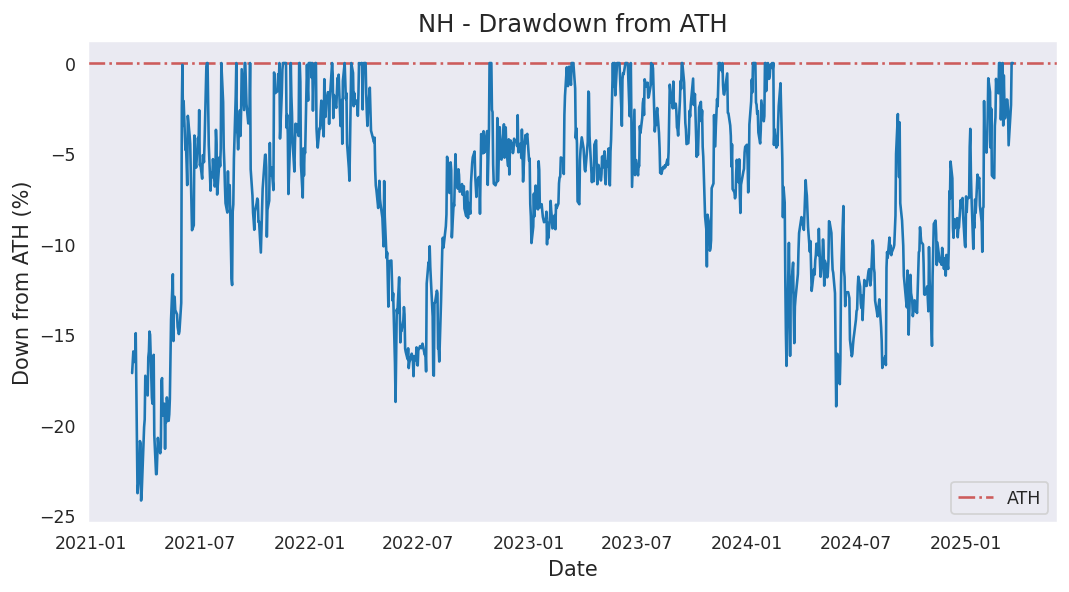 NH - Drawdown from ATH
Down from ATH (%)
0
−5
−10
−15
−20
−25
ATH
2021-01 2021-07 2022-01 2022-07 2023-01 2023-07 2024-01 2024-07 2025-01
Date